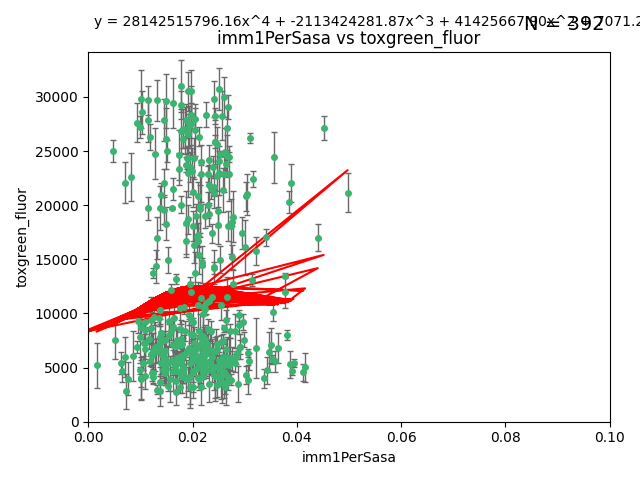 y = 28142515796.16x^4 + -2113424281.87x^3 + 41425667
N = 392
imm1PerSasa vs toxgreen_fluor
30000
25000
20000
15000
10000
5000
0
toxgreen_fluor
0.00 0.02 0.04 0.06 0.08 0.10
imm1PerSasa